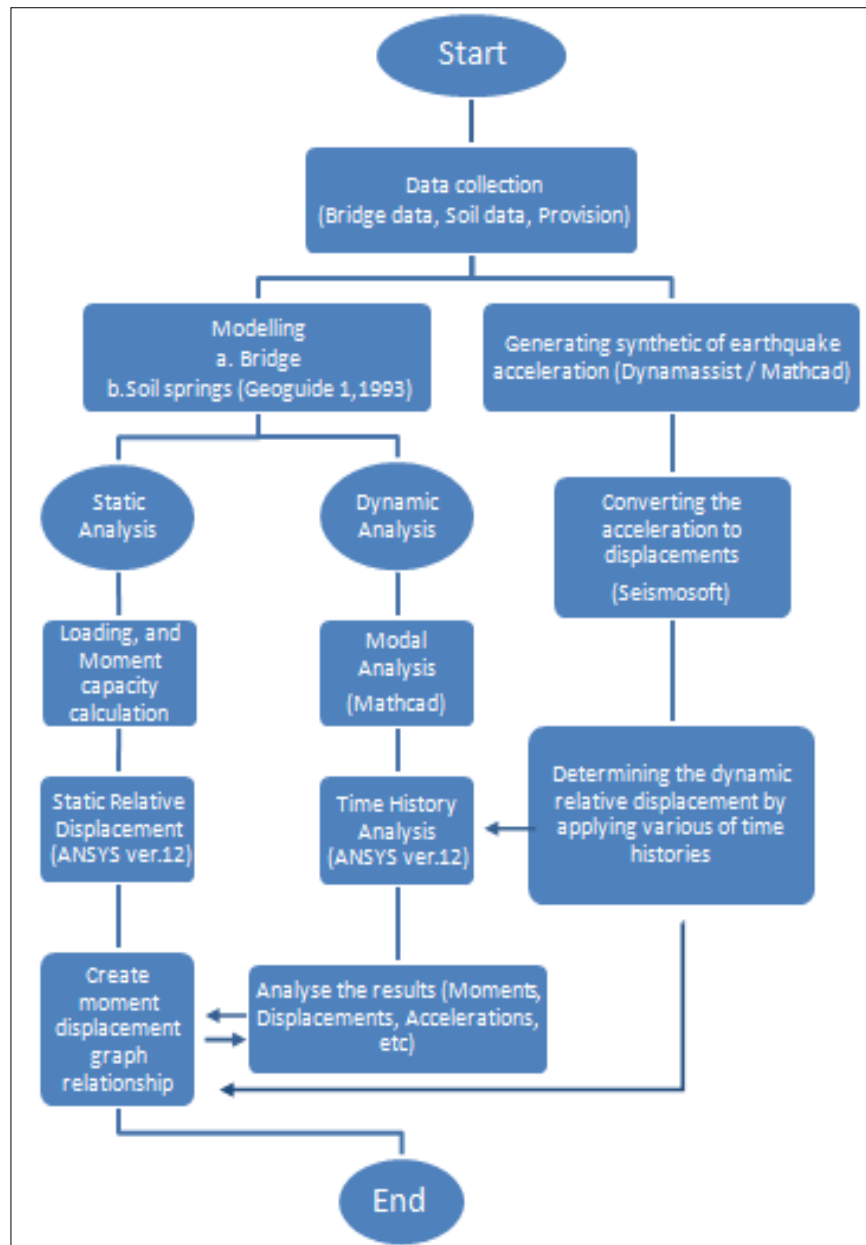 Start
Data collection
(Bridge data, Soil data, Provision)
Modelling
a. Bridge
b.Soil springs (Geoguide 1,1993)
Generating synthetic of earthquake
acceleration (Dynamassist / Mathcad)
Static
Analysis
Dynamic
Analysis
Converting the
acceleration to
displacements
(Seismosoft)
Loading, and
Moment
capacity
calculation
Modal
Analysis
(Mathcad)
Static Relative
Displacement
(ANSYS ver.12)
Time History
Analysis
(ANSYS ver.12)
Determining the dynamic
relative displacement by
applying various of time
histories
Create
moment
displacement
graph
relationship
Analyse the results (Moments,
Displacements, Accelerations,
etc)
End